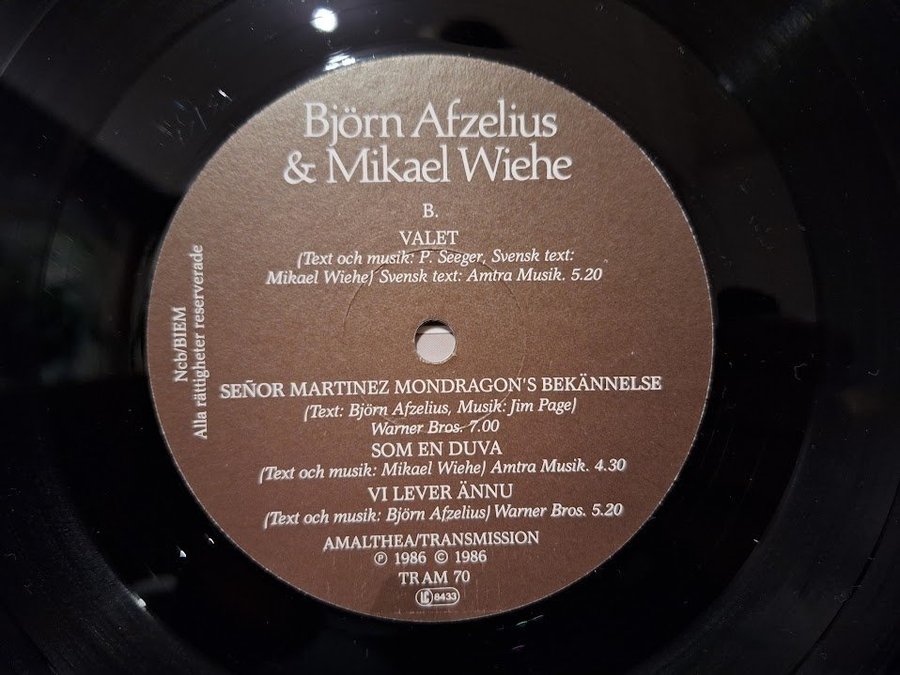 Björn Afzelius
& Mikael Wiehe
B.
VALET
(Text och musik: P. Seeger, Svensk text:
Mikael Wiehe) Svensk text: Amtra Musik. 5.20
Ncb/BIEM
Alla rättigheter reserverade
SEÑOR MARTINEZ MONDRAGON'S BEKÄNNELSE
(Text: Björn Afzelius, Musik: Jim Page)
Warner Bros. 7.00
SOM EN DUVA
(Text och musik: Mikael Wiehe) Amtra Musik. 4.30
VI LEVER ÄNNU
(Text och musik: Björn Afzelius) Warner Bros. 5.20
AMALTHEA/TRANSMISSION
℗ 1986 © 1986
TRAM 70
LC 8433